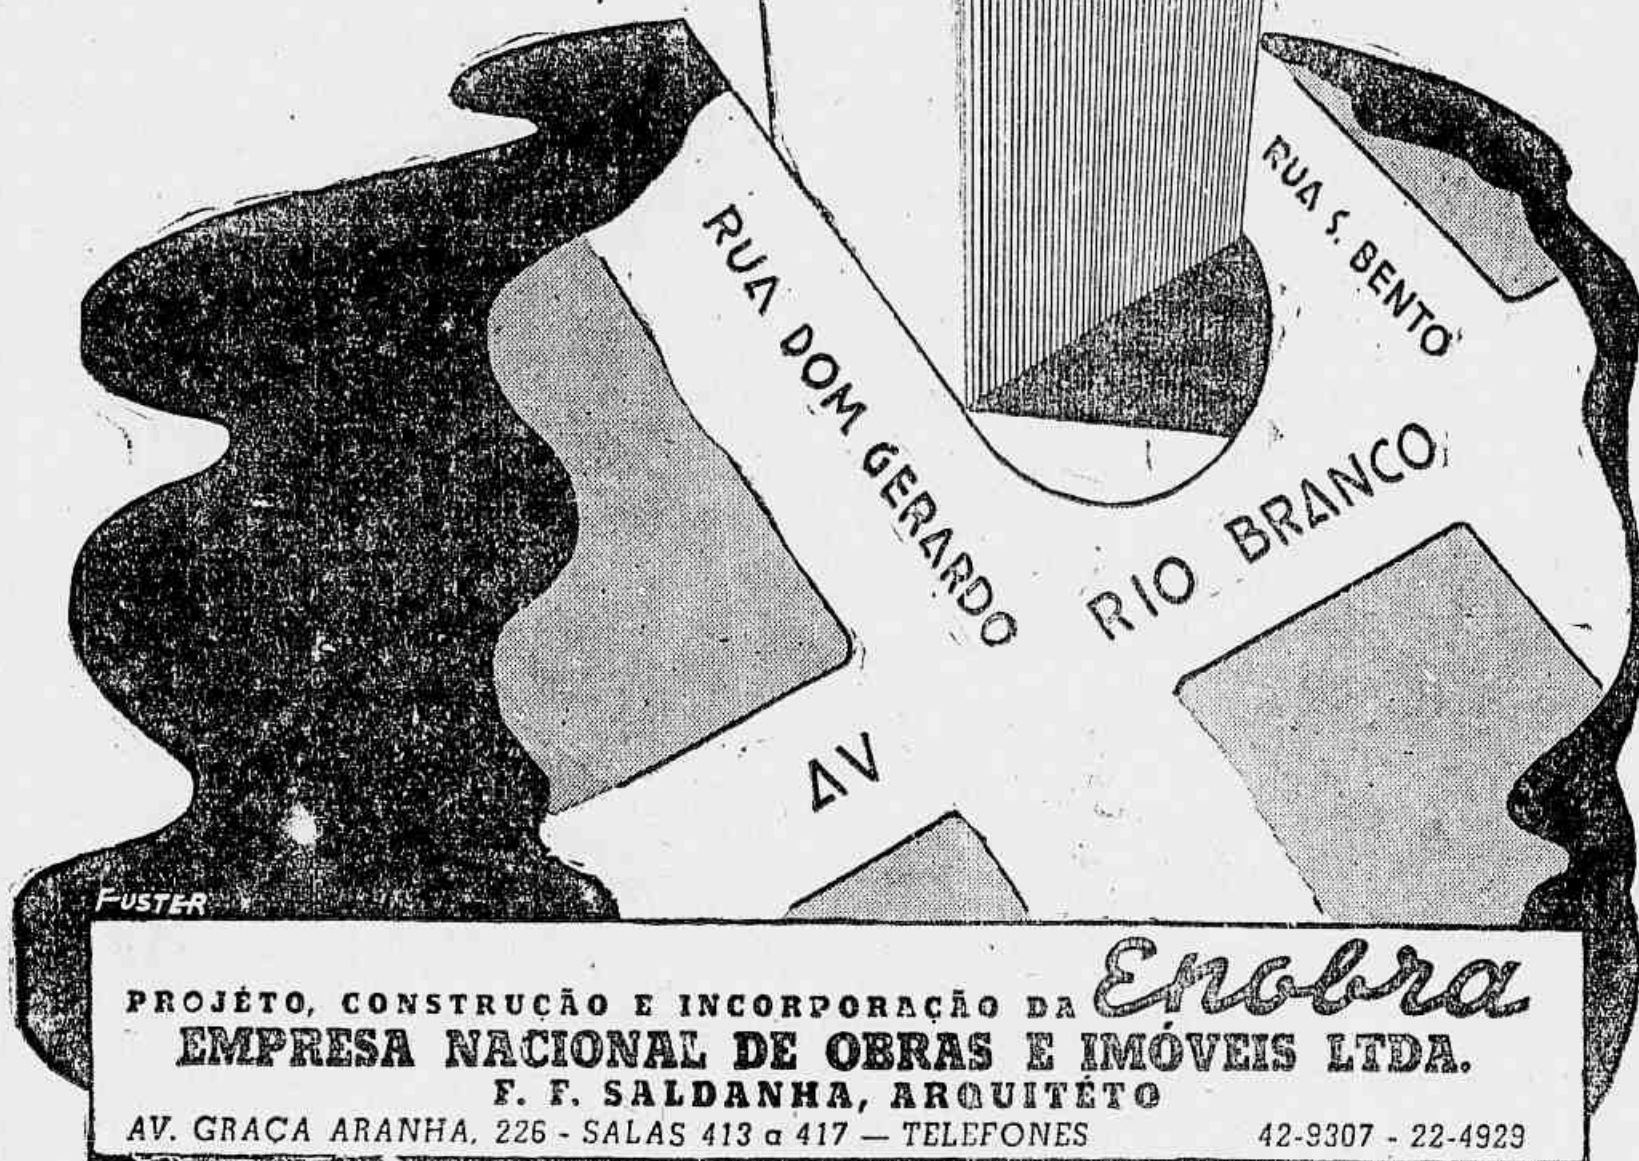 RUA S. BENTO
RUA DOM GERARDO
AV RIO BRANCO
FUSTER
PROJÉTO, CONSTRUCÃO E INCORPORAÇÃO DA Enobra
EMPRESA NACIONAL DE OBRAS E IMÓVEIS LTDA.
F. F. SALDANHA, ARQUITÉTO
AV. GRAÇA ARANHA, 226 - SALAS 413 a 417 — TELEFONES 42-9307 - 22-4929